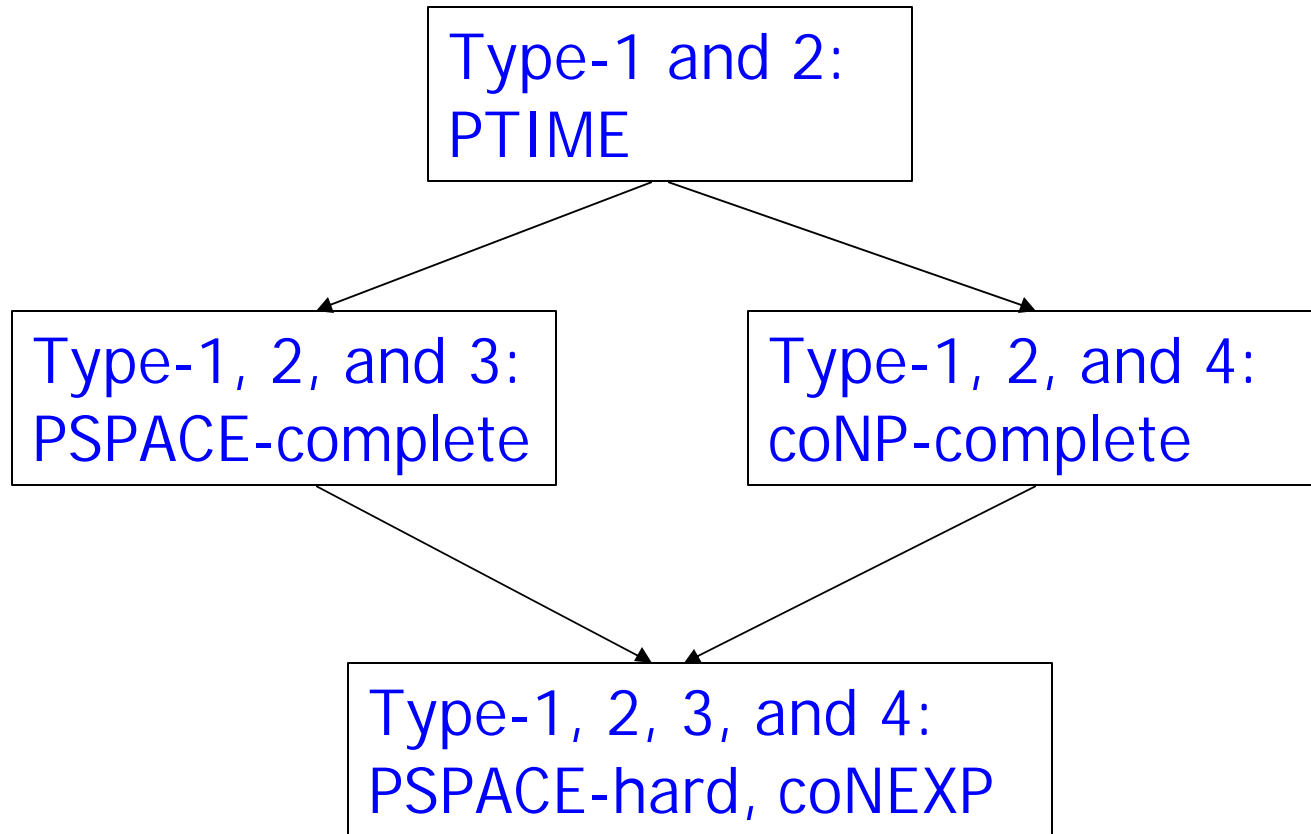 Type-1 and 2:
PTIME
Type-1, 2, and 3:
PSPACE-complete
Type-1, 2, and 4:
coNP-complete
Type-1, 2, 3, and 4:
PSPACE-hard, coNEXP